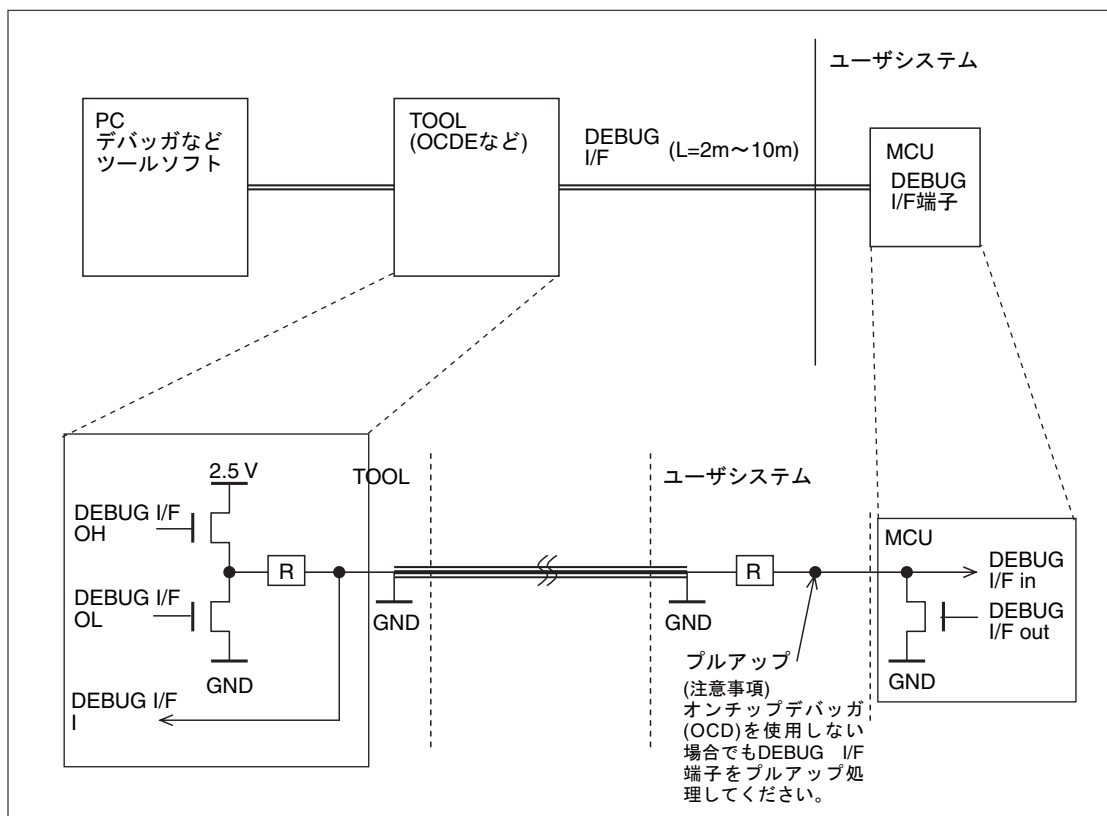 ユーザシステム
PC
デバッガなど
ツールソフト
TOOL
(OCDEなど)
DEBUG
I/F
(L=2m〜10m)
MCU
DEBUG
I/F端子
2.5 V
DEBUG I/F
OH
R
DEBUG I/F
OL
GND
DEBUG I/F
I
TOOL
GND
ユーザシステム
GND
R
プルアップ
(注意事項)
オンチップデバッガ
(OCD)を使用しない
場合でもDEBUG I/F
端子をプルアップ処
理してください。
MCU
DEBUG
I/F in
DEBUG
I/F out
GND